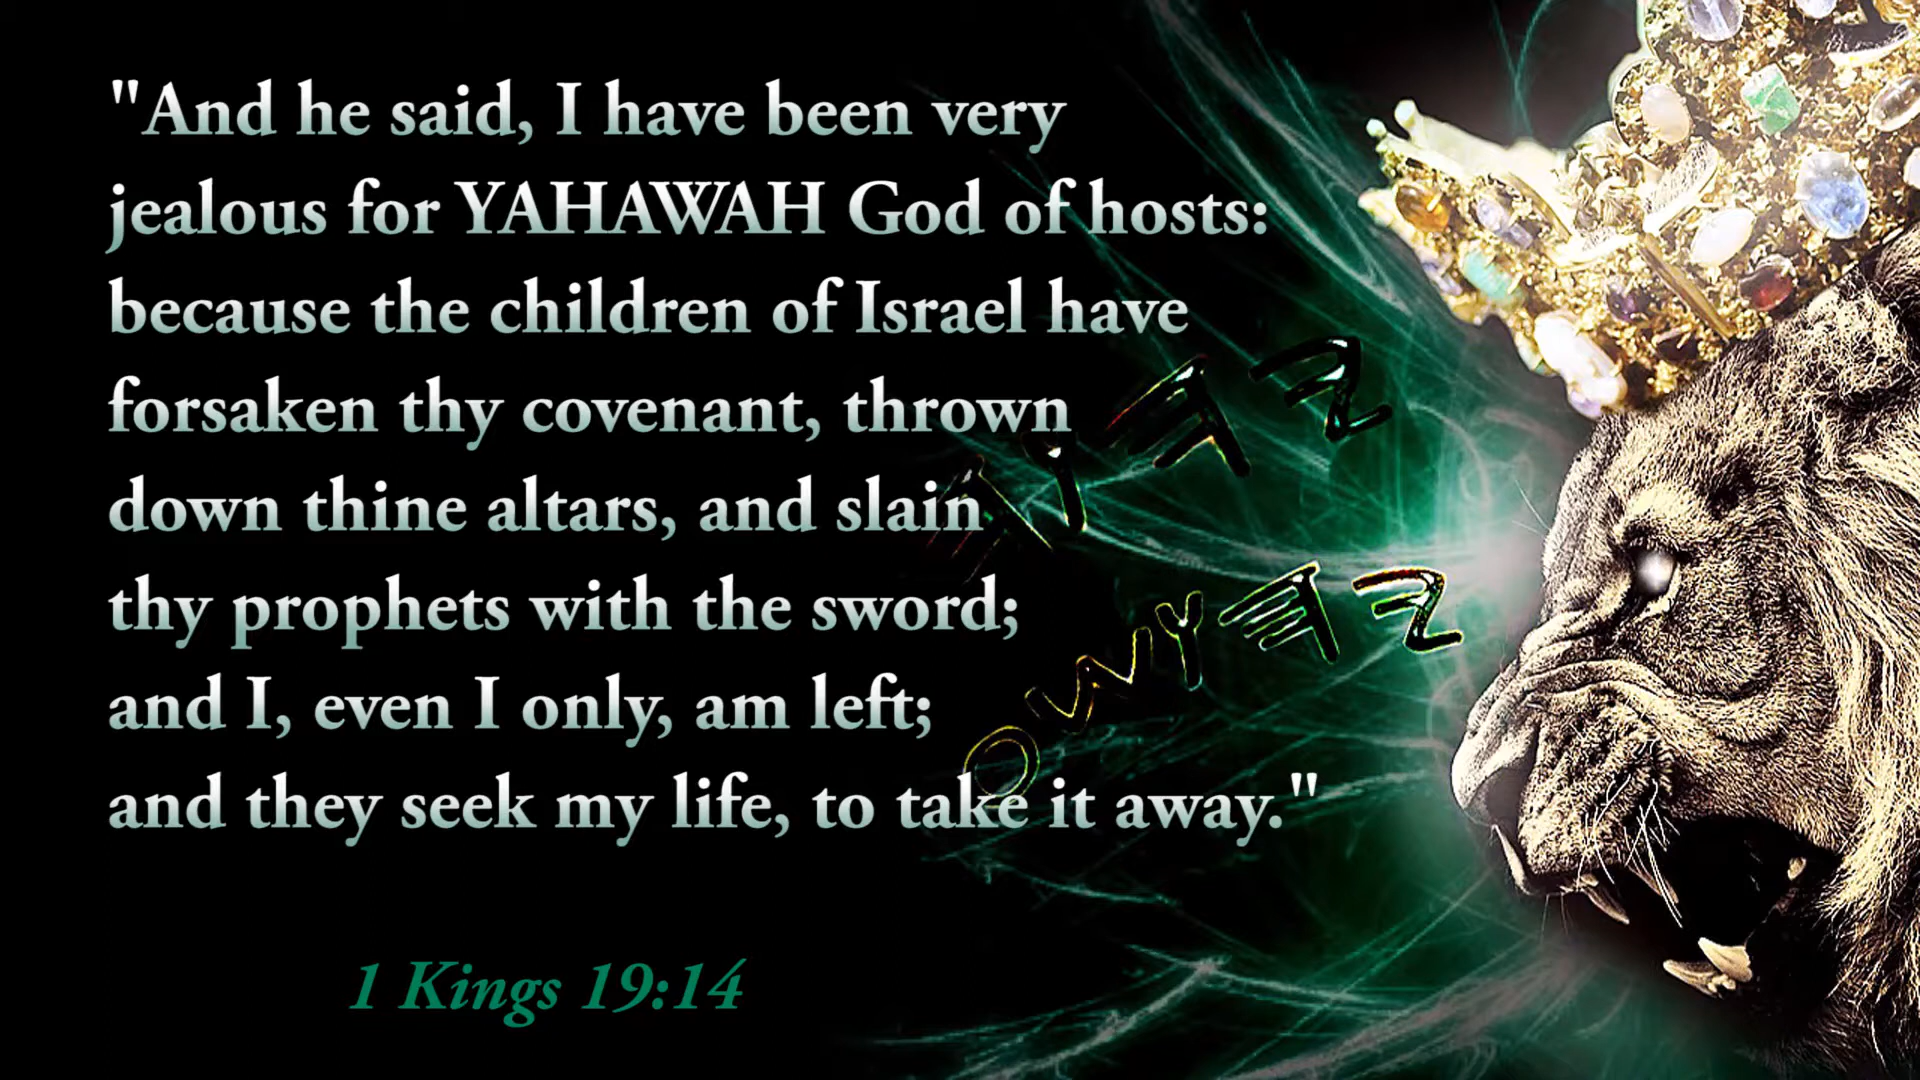 "And he said, I have been very
jealous for YAHAWAH God of hosts:
because the children of Israel have
forsaken thy covenant, thrown
down thine altars, and slain
thy prophets with the sword;
and I, even I only, am left;
and they seek my life, to take it away."
1 Kings 19:14
𐤉𐤄𐤅𐤄
𐤉𐤄𐤅𐤔𐤏